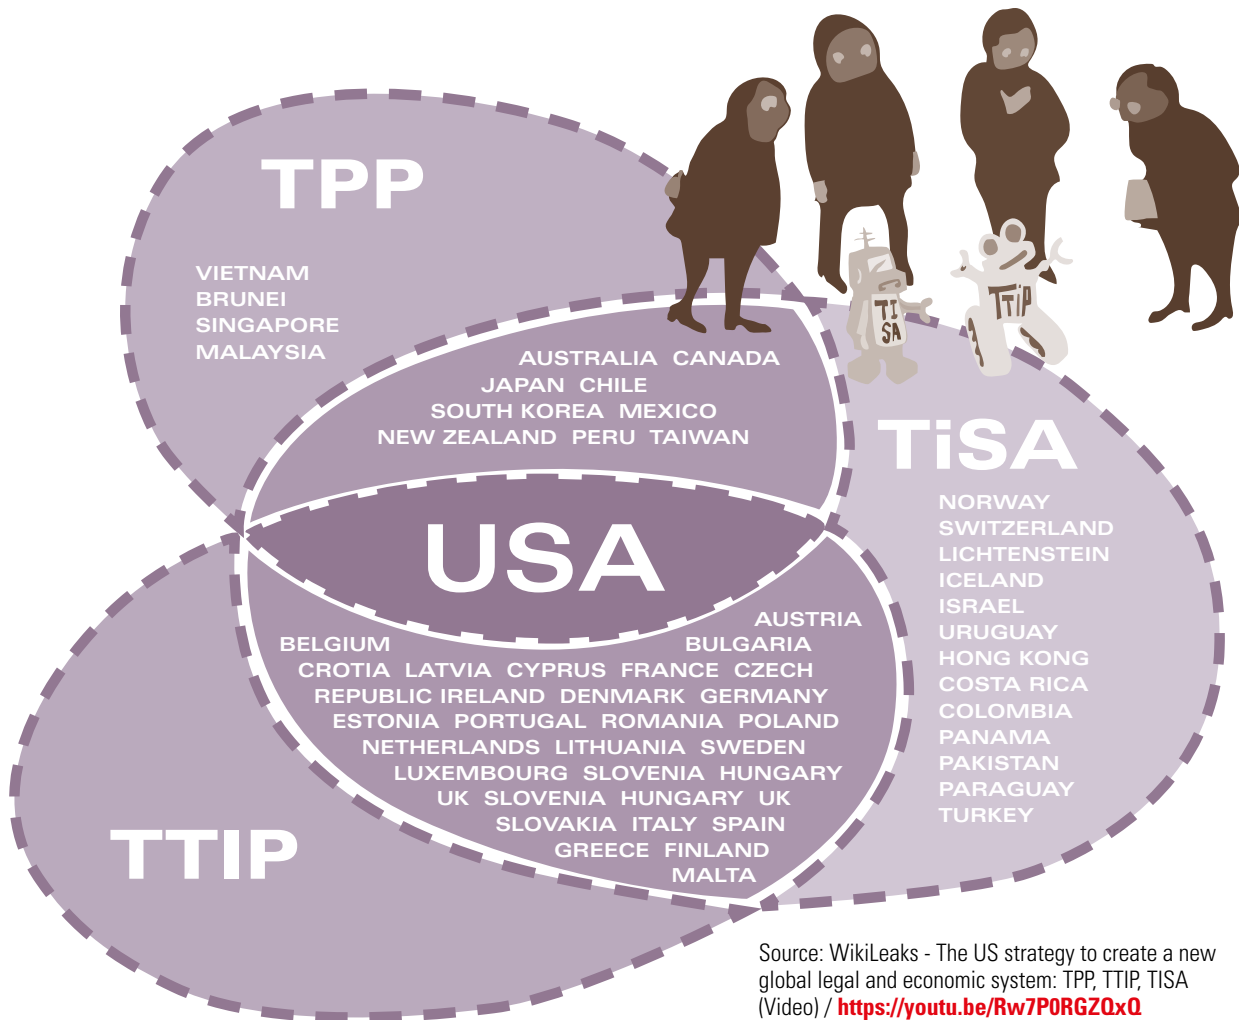 TPP
VIETNAM
BRUNEI
SINGAPORE
MALAYSIA
TI
SA
TTiP
AUSTRALIA CANADA
JAPAN CHILE
SOUTH KOREA MEXICO
NEW ZEALAND PERU TAIWAN
TiSA
NORWAY
SWITZERLAND
LICHTENSTEIN
ICELAND
ISRAEL
URUGUAY
HONG KONG
COSTA RICA
COLOMBIA
PANAMA
PAKISTAN
PARAGUAY
TURKEY
USA
AUSTRIA
BELGIUM BULGARIA
CROTIA LATVIA CYPRUS FRANCE CZECH
REPUBLIC IRELAND DENMARK GERMANY
ESTONIA PORTUGAL ROMANIA POLAND
NETHERLANDS LITHUANIA SWEDEN
LUXEMBOURG SLOVENIA HUNGARY
UK SLOVENIA HUNGARY UK
SLOVAKIA ITALY SPAIN
GREECE FINLAND
MALTA
TTIP
Source: WikiLeaks - The US strategy to create a new
global legal and economic system: TPP, TTIP, TISA
(Video) / https://youtu.be/Rw7P0RGZQxQ